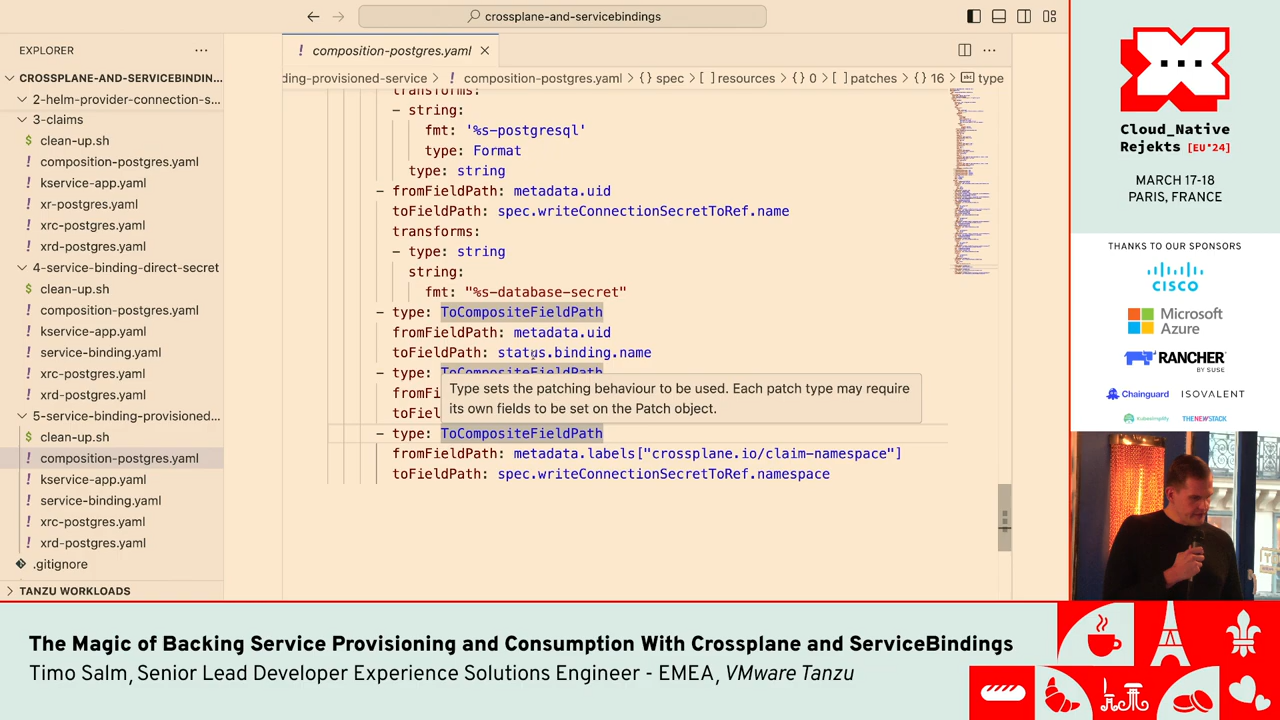 crossplane-and-servicebindings
EXPLORER
CROSSPLANE-AND-SERVICEBINDIN...
2-helm-provider-connection-s...
3-claims
$ clean-up.sh
! composition-postgres.yaml
! kservice-app.yaml
! xr-postgres.yaml
! xrc-postgres.yaml
! xrd-postgres.yaml
4-service-binding-direct-secret
$ clean-up.sh
! composition-postgres.yaml
! kservice-app.yaml
! service-binding.yaml
! xrc-postgres.yaml
! xrd-postgres.yaml
5-service-binding-provisioned...
$ clean-up.sh
! composition-postgres.yaml
! kservice-app.yaml
! service-binding.yaml
! xrc-postgres.yaml
! xrd-postgres.yaml
.gitignore
TANZU WORKLOADS
! composition-postgres.yaml
ding-provisioned-service > ! composition-postgres.yaml > {} spec > [ ] resources > {} 0 > [ ] patches > {} 16 > abc type
transforms:
- string:
fmt: '%s-postgresql'
type: Format
type: string
- fromFieldPath: metadata.uid
toFieldPath: spec.writeConnectionSecretToRef.name
transforms:
- type: string
string:
fmt: "%s-database-secret"
- type: ToCompositeFieldPath
fromFieldPath: metadata.uid
toFieldPath: status.binding.name
- type: ToCompositeFieldPath
fromFi
toFiel
Type sets the patching behaviour to be used. Each patch type may require
its own fields to be set on the Patch object.
- type: ToCompositeFieldPath
fromFieldPath: metadata.labels["crossplane.io/claim-namespace"]
toFieldPath: spec.writeConnectionSecretToRef.namespace
Cloud_Native
Rejekts [EU'24]
MARCH 17-18
PARIS, FRANCE
THANKS TO OUR SPONSORS
CISCO
Microsoft
Azure
RANCHER
BY SUSE
Chainguard
ISOVALENT
kubesimplify
THENEWSTACK
The Magic of Backing Service Provisioning and Consumption With Crossplane and ServiceBindings
Timo Salm, Senior Lead Developer Experience Solutions Engineer - EMEA, VMware Tanzu